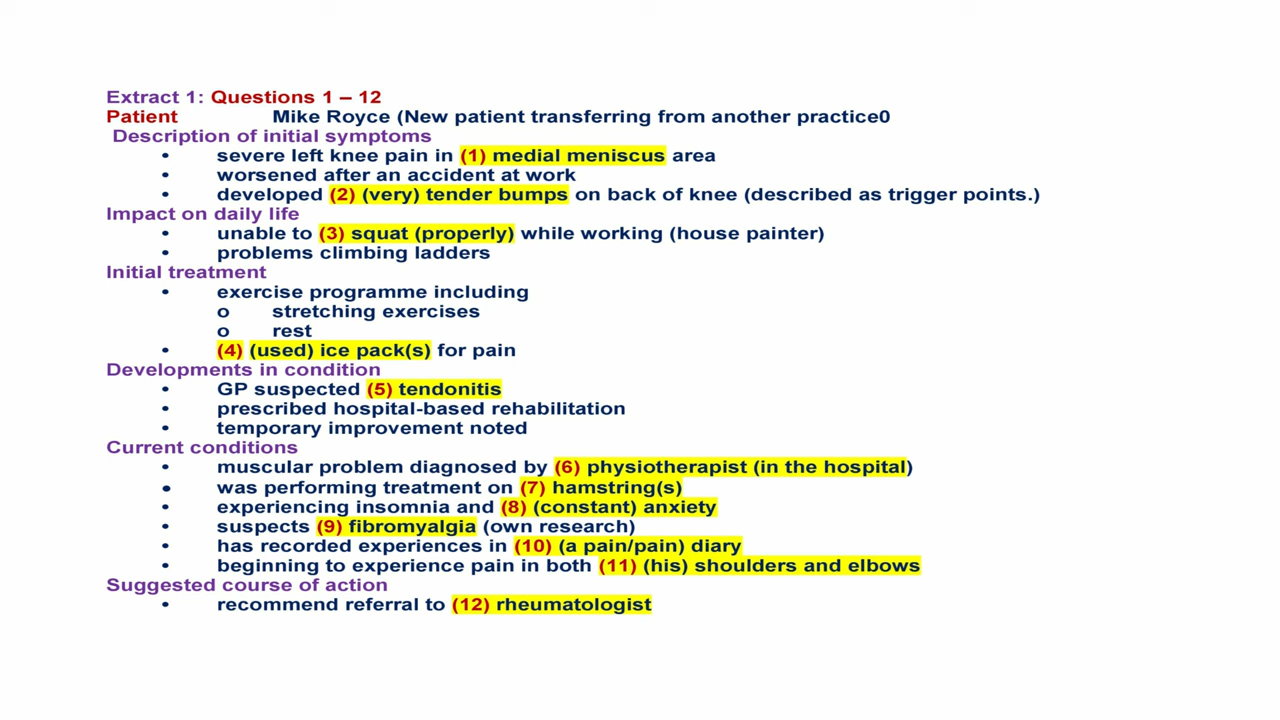 Extract 1: Questions 1 – 12
Patient Mike Royce (New patient transferring from another practice0
Description of initial symptoms
• severe left knee pain in (1) medial meniscus area
• worsened after an accident at work
• developed (2) (very) tender bumps on back of knee (described as trigger points.)
Impact on daily life
• unable to (3) squat (properly) while working (house painter)
• problems climbing ladders
Initial treatment
• exercise programme including
o stretching exercises
o rest
• (4) (used) ice pack(s) for pain
Developments in condition
• GP suspected (5) tendonitis
• prescribed hospital-based rehabilitation
• temporary improvement noted
Current conditions
• muscular problem diagnosed by (6) physiotherapist (in the hospital)
• was performing treatment on (7) hamstring(s)
• experiencing insomnia and (8) (constant) anxiety
• suspects (9) fibromyalgia (own research)
• has recorded experiences in (10) (a pain/pain) diary
• beginning to experience pain in both (11) (his) shoulders and elbows
Suggested course of action
• recommend referral to (12) rheumatologist